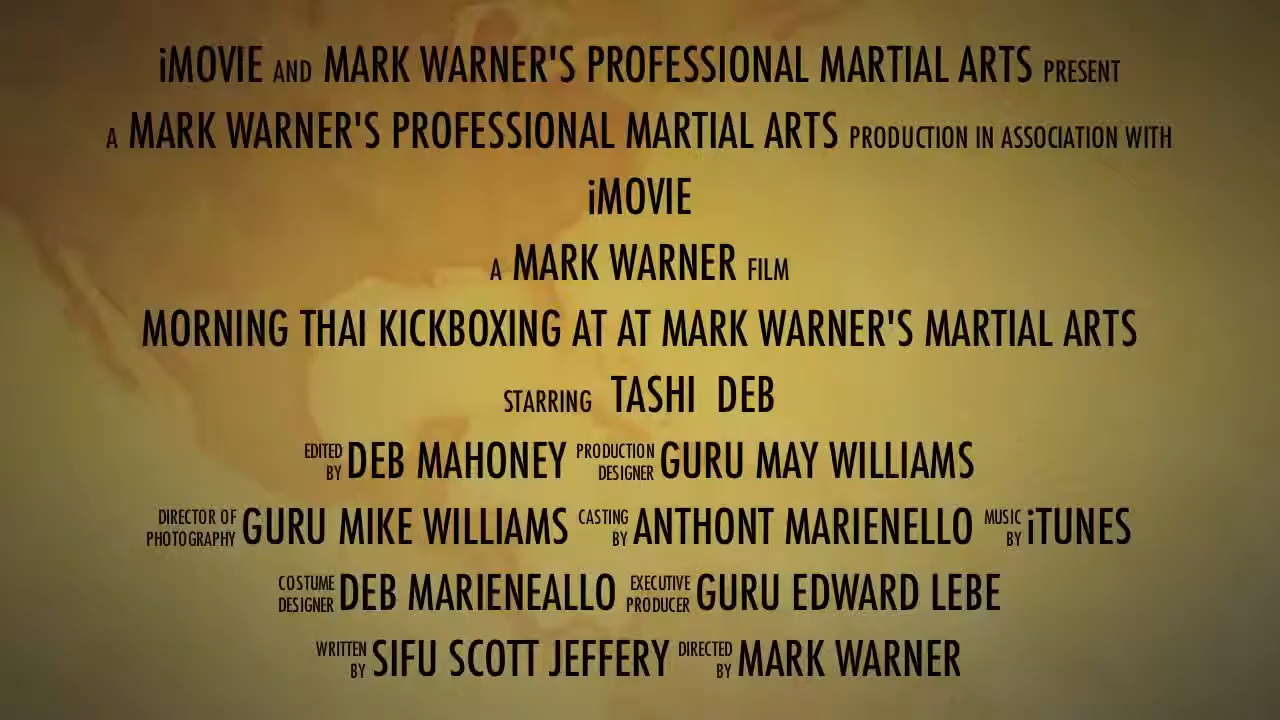 iMOVIE AND MARK WARNER'S PROFESSIONAL MARTIAL ARTS PRESENT
A MARK WARNER'S PROFESSIONAL MARTIAL ARTS PRODUCTION IN ASSOCIATION WITH
iMOVIE
A MARK WARNER FILM
MORNING THAI KICKBOXING AT AT MARK WARNER'S MARTIAL ARTS
STARRING TASHI DEB
EDITED BY DEB MAHONEY PRODUCTION DESIGNER GURU MAY WILLIAMS
DIRECTOR OF PHOTOGRAPHY GURU MIKE WILLIAMS CASTING BY ANTHONT MARIENELLO MUSIC BY iTUNES
COSTUME DESIGNER DEB MARIENEALLO EXECUTIVE PRODUCER GURU EDWARD LEBE
WRITTEN BY SIFU SCOTT JEFFERY DIRECTED BY MARK WARNER